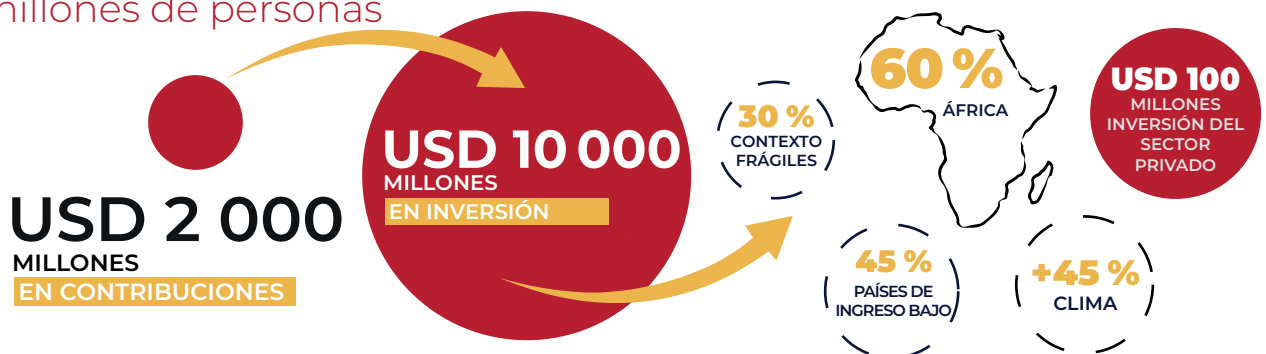 millones de personas
USD 2 000
MILLONES
EN CONTRIBUCIONES
USD 10 000
MILLONES
EN INVERSIÓN
30 %
CONTEXTO
FRÁGILES
60 %
ÁFRICA
USD 100
MILLONES
INVERSIÓN DEL
SECTOR
PRIVADO
45 %
PAÍSES DE
INGRESO BAJO
+45 %
CLIMA